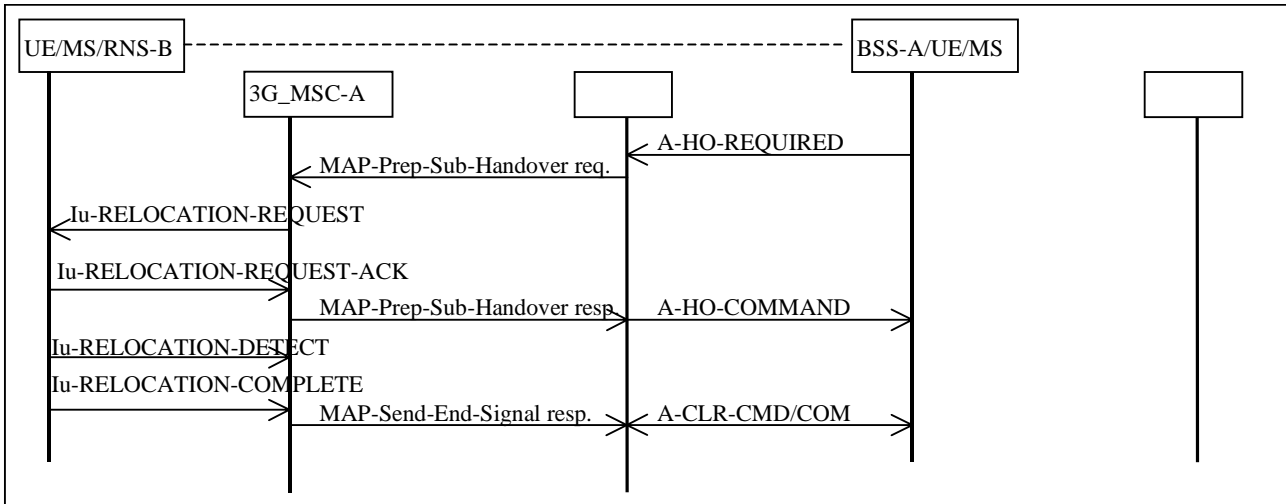 UE/MS/RNS-B
BSS-A/UE/MS
3G_MSC-A
A-HO-REQUIRED
MAP-Prep-Sub-Handover req.
Iu-RELOCATION-REQUEST
Iu-RELOCATION-REQUEST-ACK
MAP-Prep-Sub-Handover resp.
A-HO-COMMAND
Iu-RELOCATION-DETECT
Iu-RELOCATION-COMPLETE
MAP-Send-End-Signal resp.
A-CLR-CMD/COM